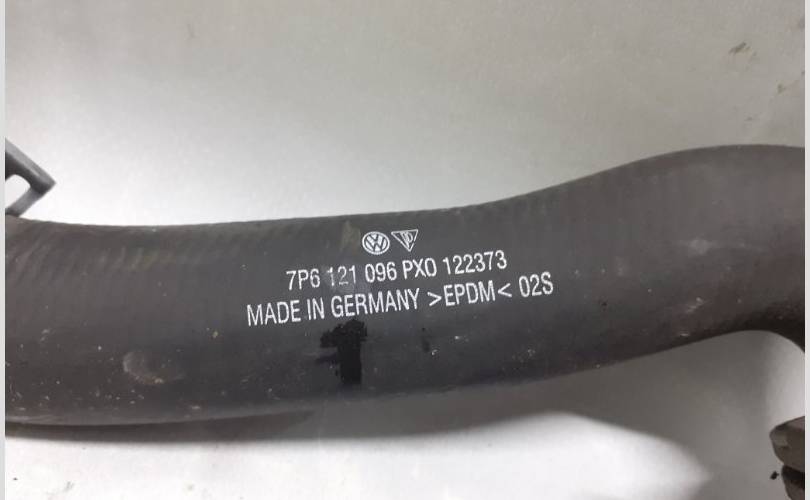 7P6 121 096 PX0 122373
MADE IN GERMANY >EPDM< 02S